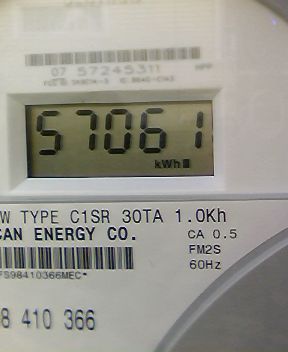 07 57245311
57061
kWh
W TYPE C1SR 30TA 1.0Kh
CAN ENERGY CO.
CA 0.5
FM2S
60Hz
FS98410366MEC*
8 410 366